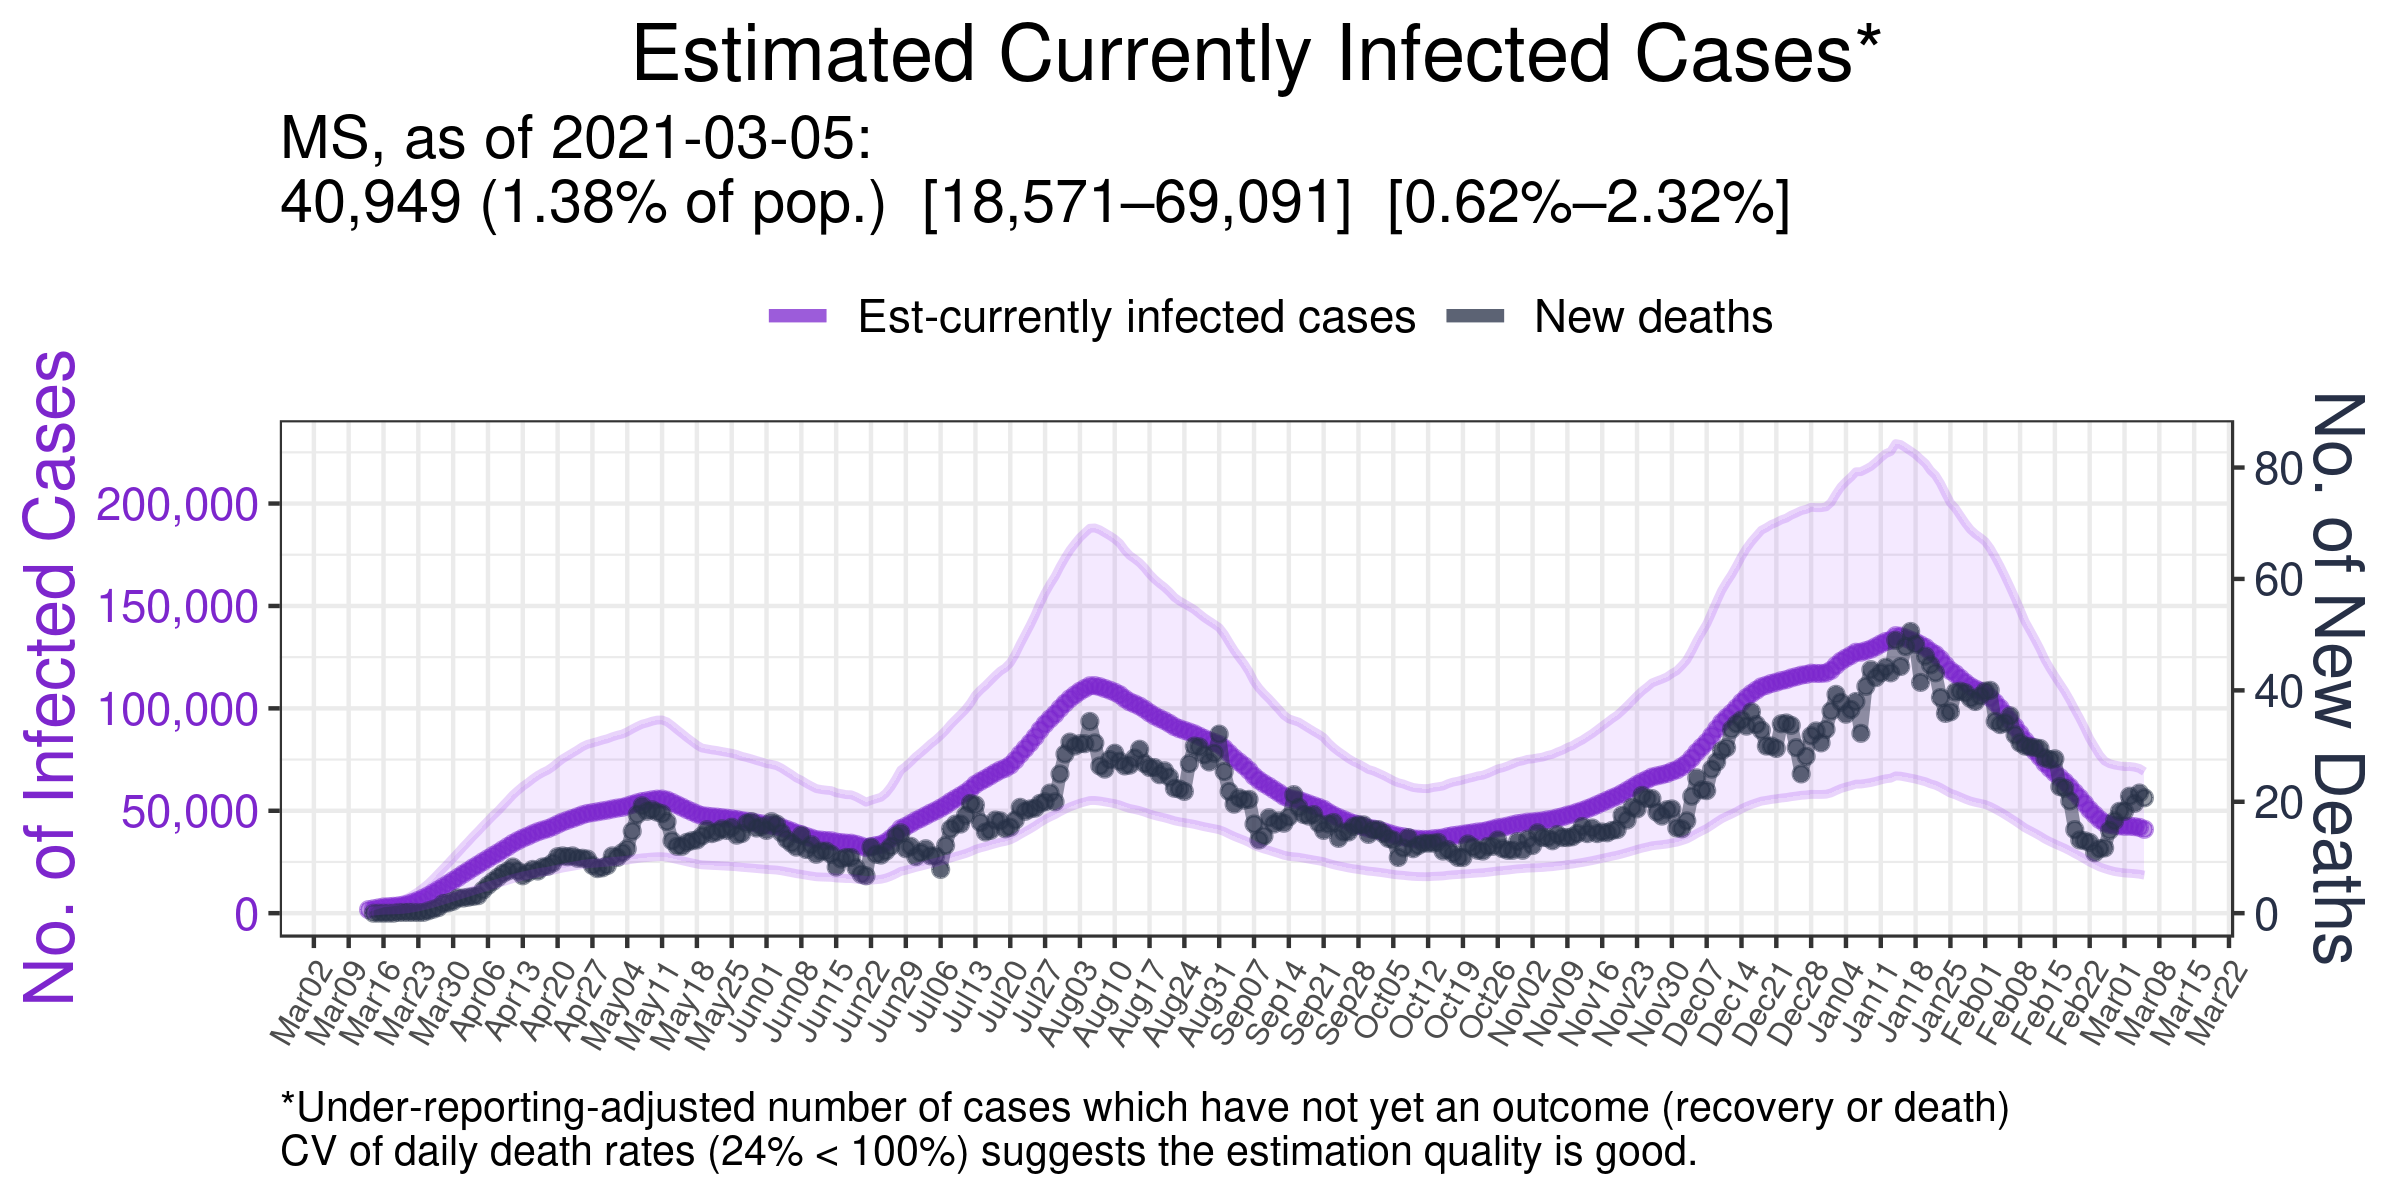 Estimated Currently Infected Cases*
MS, as of 2021-03-05:
40,949 (1.38% of pop.) [18,571–69,091] [0.62%–2.32%]
Est-currently infected cases New deaths
No. of Infected Cases
200,000
150,000
100,000
50,000
0
80
60
40
20
0
No. of New Deaths
Mar02 Mar09 Mar16 Mar23 Mar30 Apr06 Apr13 Apr20 Apr27 May04 May11 May18 May25 Jun01 Jun08 Jun15 Jun22 Jun29 Jul06 Jul13 Jul20 Jul27 Aug03 Aug10 Aug17 Aug24 Aug31 Sep07 Sep14 Sep21 Sep28 Oct05 Oct12 Oct19 Oct26 Nov02 Nov09 Nov16 Nov23 Nov30 Dec07 Dec14 Dec21 Dec28 Jan04 Jan11 Jan18 Jan25 Feb01 Feb08 Feb15 Feb22 Mar01 Mar08 Mar15 Mar22
*Under-reporting-adjusted number of cases which have not yet an outcome (recovery or death)
CV of daily death rates (24% < 100%) suggests the estimation quality is good.